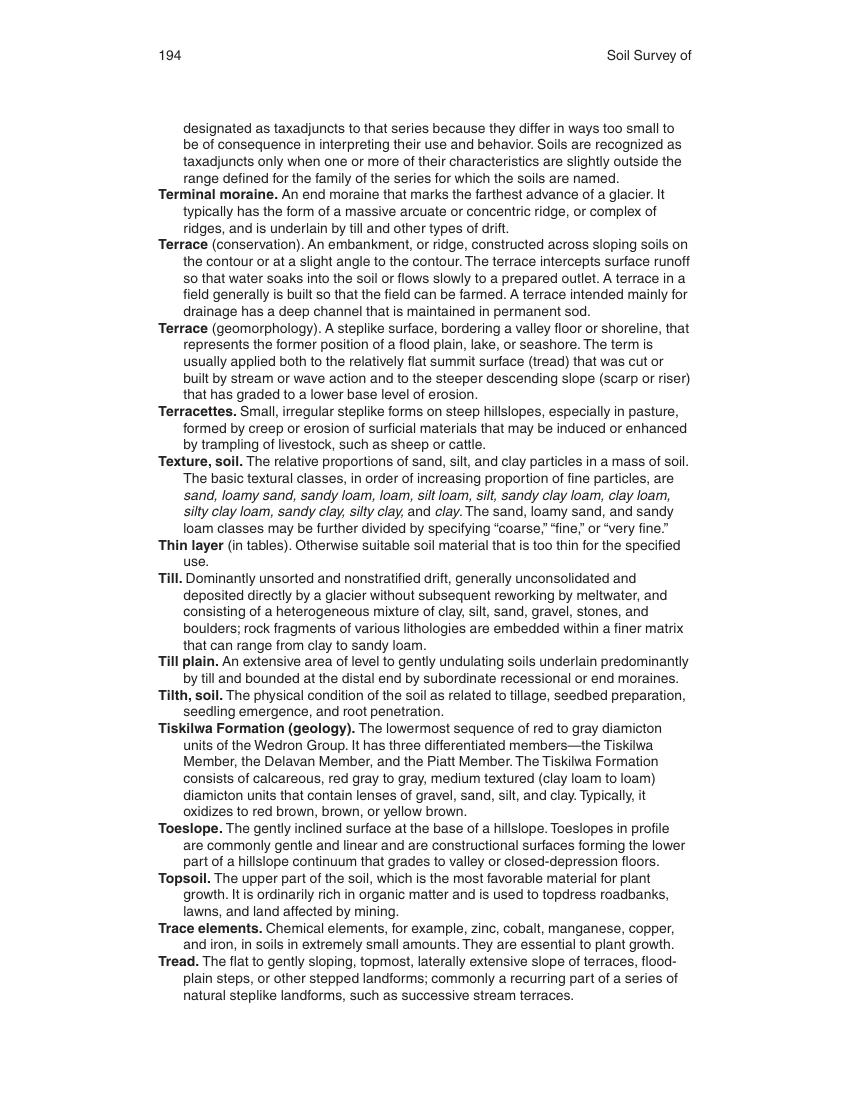 194
Soil Survey of
designated as taxadjuncts to that series because they differ in ways too small to
be of consequence in interpreting their use and behavior. Soils are recognized as
taxadjuncts only when one or more of their characteristics are slightly outside the
range defined for the family of the series for which the soils are named.
Terminal moraine. An end moraine that marks the farthest advance of a glacier. It
typically has the form of a massive arcuate or concentric ridge, or complex of
ridges, and is underlain by till and other types of drift.
Terrace (conservation). An embankment, or ridge, constructed across sloping soils on
the contour or at a slight angle to the contour. The terrace intercepts surface runoff
so that water soaks into the soil or flows slowly to a prepared outlet. A terrace in a
field generally is built so that the field can be farmed. A terrace intended mainly for
drainage has a deep channel that is maintained in permanent sod.
Terrace (geomorphology). A steplike surface, bordering a valley floor or shoreline, that
represents the former position of a flood plain, lake, or seashore. The term is
usually applied both to the relatively flat summit surface (tread) that was cut or
built by stream or wave action and to the steeper descending slope (scarp or riser)
that has graded to a lower base level of erosion.
Terracettes. Small, irregular steplike forms on steep hillslopes, especially in pasture,
formed by creep or erosion of surficial materials that may be induced or enhanced
by trampling of livestock, such as sheep or cattle.
Texture, soil. The relative proportions of sand, silt, and clay particles in a mass of soil.
The basic textural classes, in order of increasing proportion of fine particles, are
sand, loamy sand, sandy loam, loam, silt loam, silt, sandy clay loam, clay loam,
silty clay loam, sandy clay, silty clay, and clay. The sand, loamy sand, and sandy
loam classes may be further divided by specifying “coarse,” “fine,” or “very fine.”
Thin layer (in tables). Otherwise suitable soil material that is too thin for the specified
use.
Till. Dominantly unsorted and nonstratified drift, generally unconsolidated and
deposited directly by a glacier without subsequent reworking by meltwater, and
consisting of a heterogeneous mixture of clay, silt, sand, gravel, stones, and
boulders; rock fragments of various lithologies are embedded within a finer matrix
that can range from clay to sandy loam.
Till plain. An extensive area of level to gently undulating soils underlain predominantly
by till and bounded at the distal end by subordinate recessional or end moraines.
Tilth, soil. The physical condition of the soil as related to tillage, seedbed preparation,
seedling emergence, and root penetration.
Tiskilwa Formation (geology). The lowermost sequence of red to gray diamicton
units of the Wedron Group. It has three differentiated members—the Tiskilwa
Member, the Delavan Member, and the Piatt Member. The Tiskilwa Formation
consists of calcareous, red gray to gray, medium textured (clay loam to loam)
diamicton units that contain lenses of gravel, sand, silt, and clay. Typically, it
oxidizes to red brown, brown, or yellow brown.
Toeslope. The gently inclined surface at the base of a hillslope. Toeslopes in profile
are commonly gentle and linear and are constructional surfaces forming the lower
part of a hillslope continuum that grades to valley or closed-depression floors.
Topsoil. The upper part of the soil, which is the most favorable material for plant
growth. It is ordinarily rich in organic matter and is used to topdress roadbanks,
lawns, and land affected by mining.
Trace elements. Chemical elements, for example, zinc, cobalt, manganese, copper,
and iron, in soils in extremely small amounts. They are essential to plant growth.
Tread. The flat to gently sloping, topmost, laterally extensive slope of terraces, flood-
plain steps, or other stepped landforms; commonly a recurring part of a series of
natural steplike landforms, such as successive stream terraces.